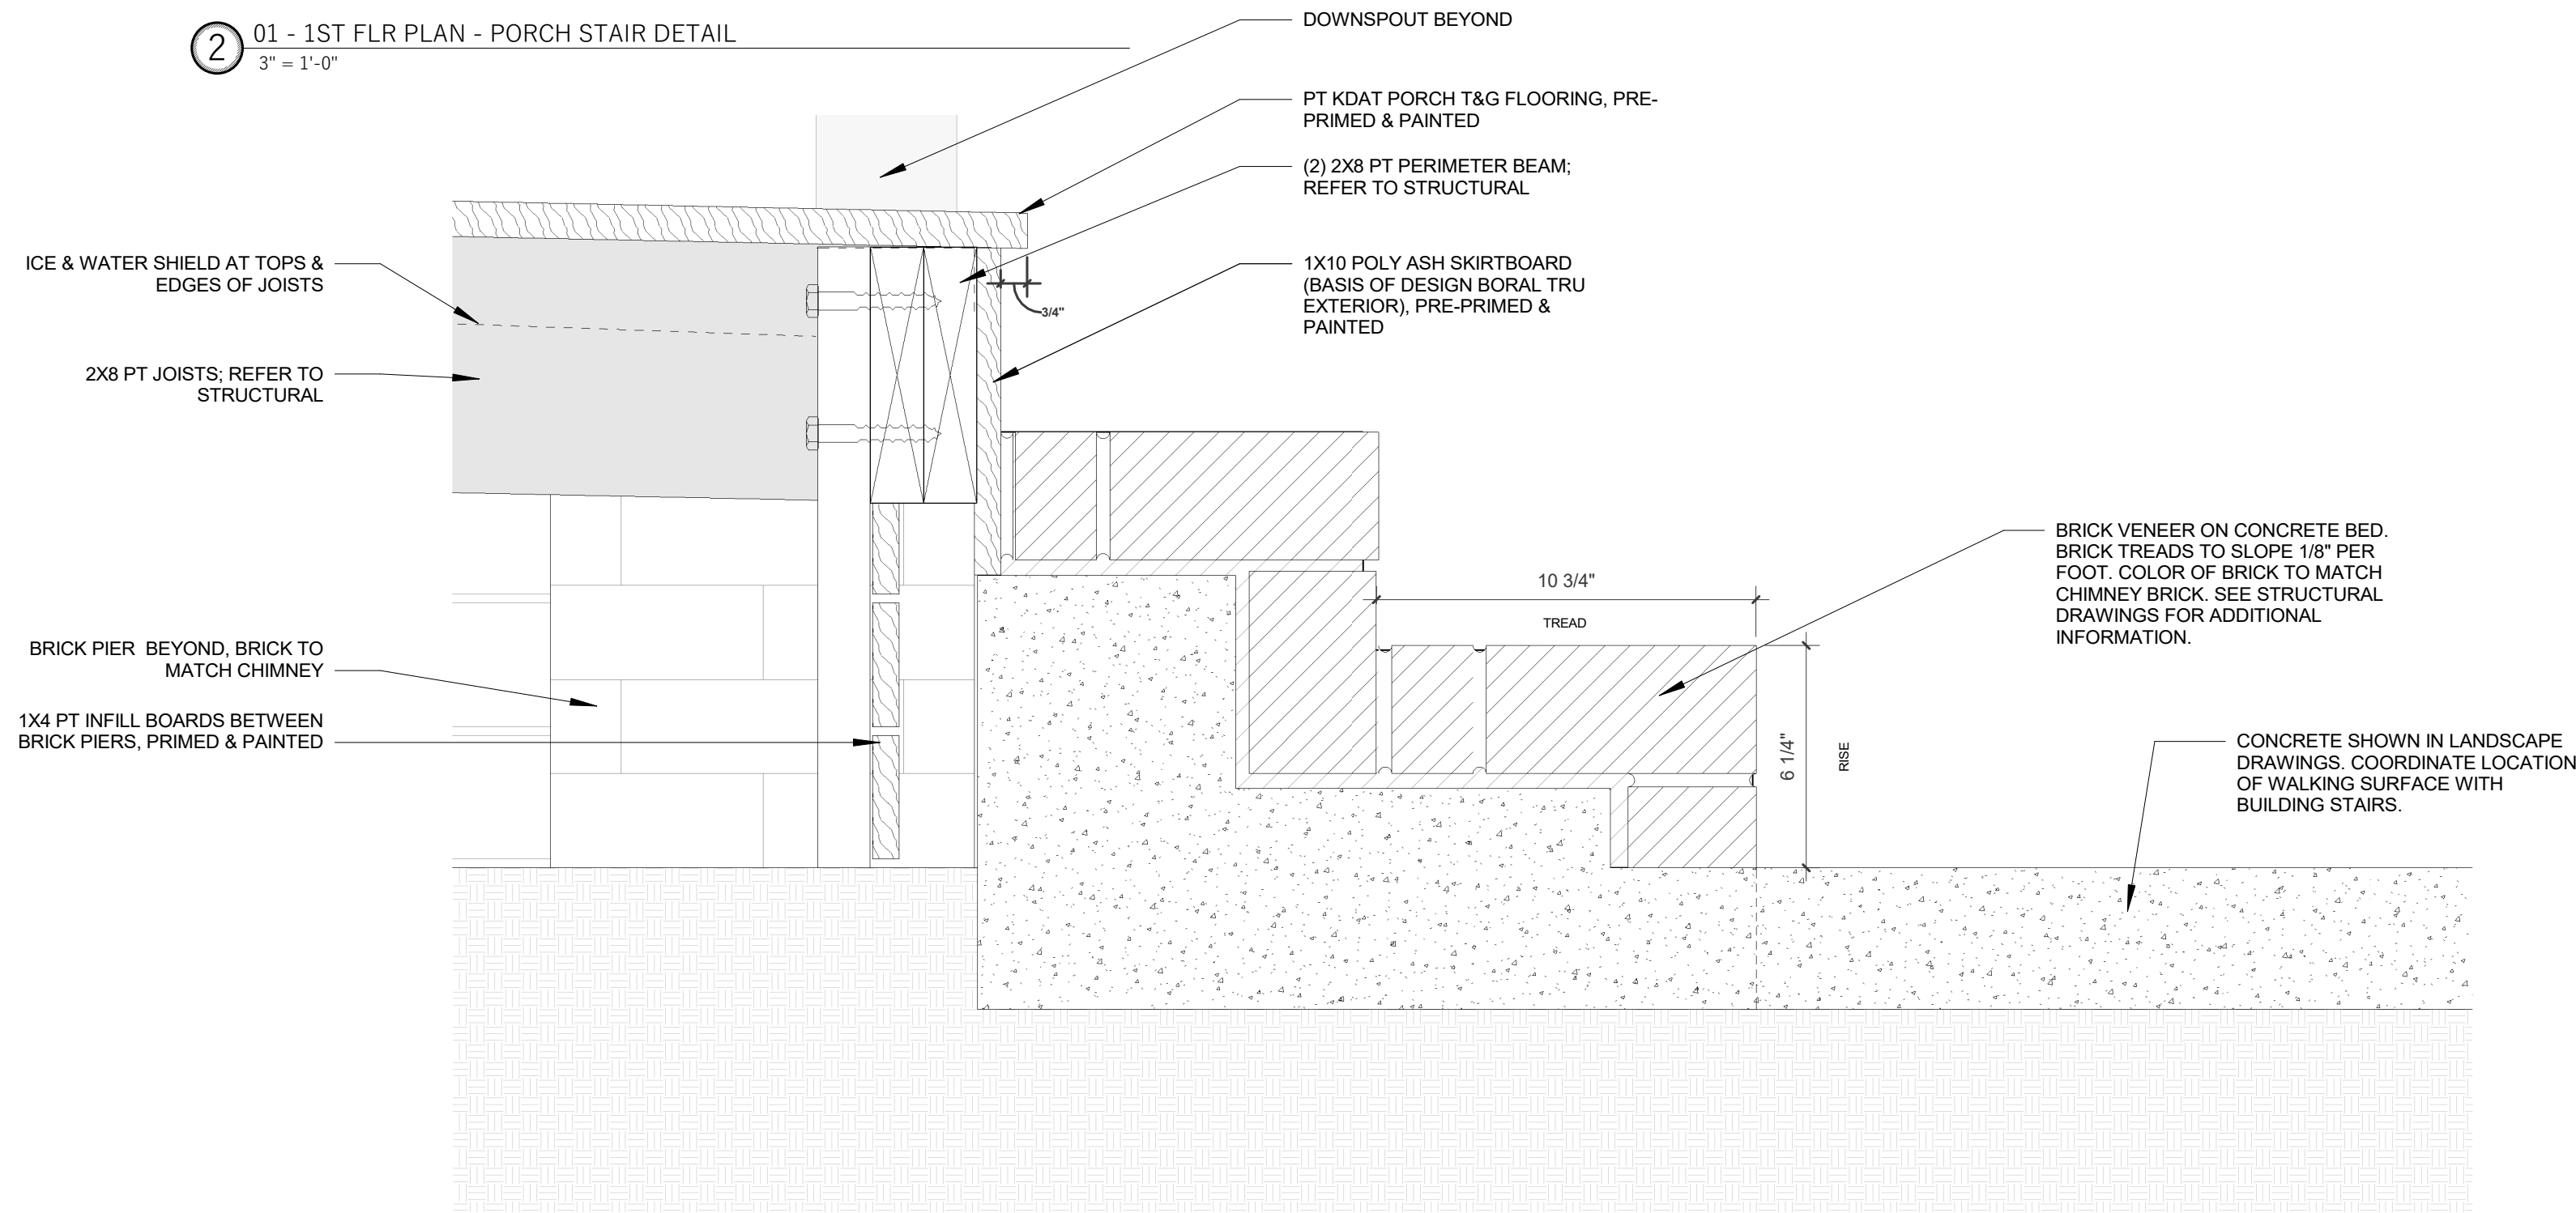 2
01 - 1ST FLR PLAN - PORCH STAIR DETAIL
3" = 1'-0"
DOWNSPOUT BEYOND
PT KDAT PORCH T&G FLOORING, PRE-
PRIMED & PAINTED
(2) 2X8 PT PERIMETER BEAM;
REFER TO STRUCTURAL
1X10 POLY ASH SKIRTBOARD
(BASIS OF DESIGN BORAL TRU
EXTERIOR), PRE-PRIMED &
PAINTED
3/4"
ICE & WATER SHIELD AT TOPS &
EDGES OF JOISTS
2X8 PT JOISTS; REFER TO
STRUCTURAL
BRICK PIER  BEYOND, BRICK TO
MATCH CHIMNEY
1X4 PT INFILL BOARDS BETWEEN
BRICK PIERS, PRIMED & PAINTED
10 3/4"
TREAD
6 1/4"
RISE
BRICK VENEER ON CONCRETE BED.
BRICK TREADS TO SLOPE 1/8" PER
FOOT. COLOR OF BRICK TO MATCH
CHIMNEY BRICK. SEE STRUCTURAL
DRAWINGS FOR ADDITIONAL
INFORMATION.
CONCRETE SHOWN IN LANDSCAPE
DRAWINGS. COORDINATE LOCATION
OF WALKING SURFACE WITH
BUILDING STAIRS.